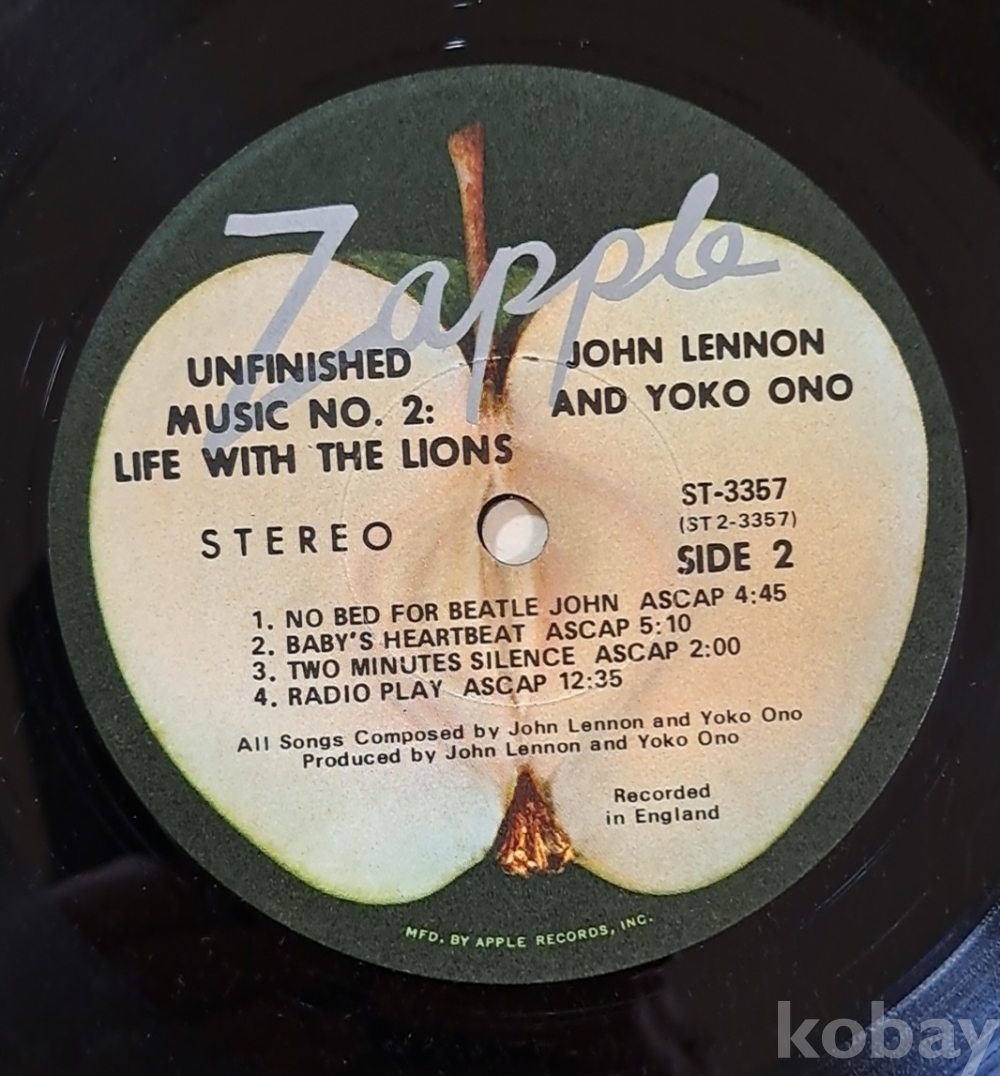 Zapple
UNFINISHED
MUSIC NO. 2:
LIFE WITH THE LIONS
JOHN LENNON
AND YOKO ONO
STEREO
ST-3357
(ST 2-3357)
SIDE 2
1. NO BED FOR BEATLE JOHN ASCAP 4:45
2. BABY'S HEARTBEAT ASCAP 5:10
3. TWO MINUTES SILENCE ASCAP 2:00
4. RADIO PLAY ASCAP 12:35
All Songs Composed by John Lennon and Yoko Ono
Produced by John Lennon and Yoko Ono
Recorded
in England
MFD. BY APPLE RECORDS, INC.
kobay